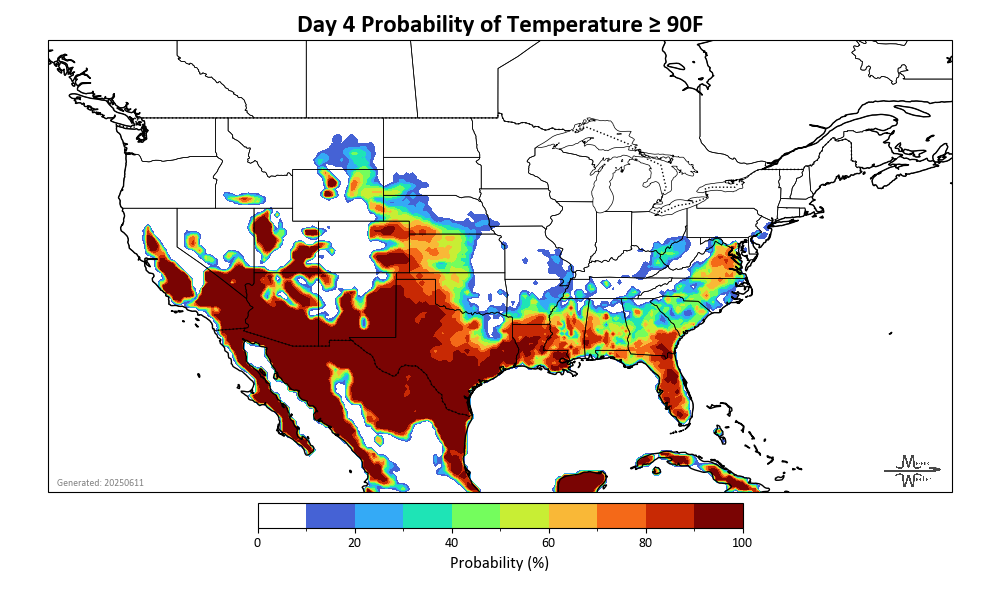 Day 4 Probability of Temperature ≥ 90F
Generated: 20250611
0 20 40 60 80 100
Probability (%)